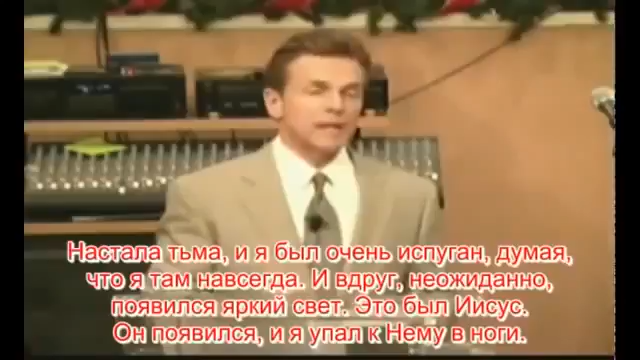 Настала тьма, и я был очень испуган, думая,
что я там навсегда. И вдруг, неожиданно,
появился яркий свет. Это был Иисус.
Он появился, и я упал к Нему в ноги.